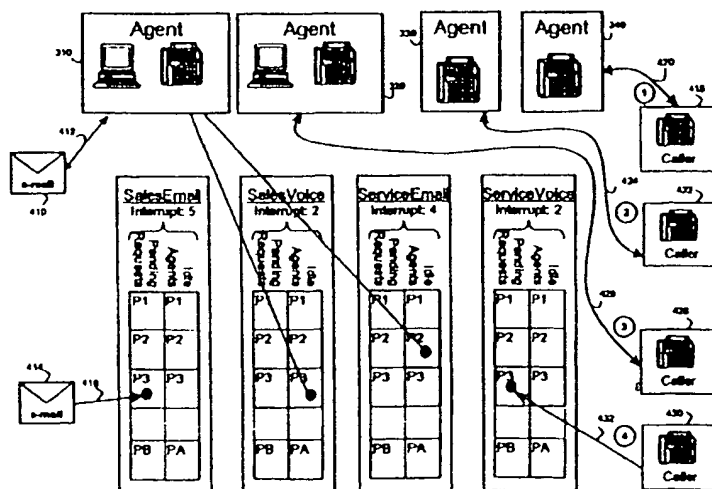 Agent
Agent
Agent
Agent
310
320
330
340
420
418
1
Caller
412
e-mail
410
424
422
2
Caller
SalesEmail
Interrupt: 5
Requests
Pending
Agents
Idle
P1 P1
P2 P2
P3 P3
PB PA
SalesVoice
Interrupt: 2
Requests
Pending
Agents
Idle
P1 P1
P2 P2
P3 P3
PB PA
ServiceEmail
Interrupt: 4
Requests
Pending
Agents
Idle
P1 P1
P2 P2
P3 P3
PB PA
ServiceVoice
Interrupt: 2
Requests
Pending
Agents
Idle
P1 P1
P2 P2
P3 P3
PB PA
3
Caller
414
e-mail
432
4
430
Caller